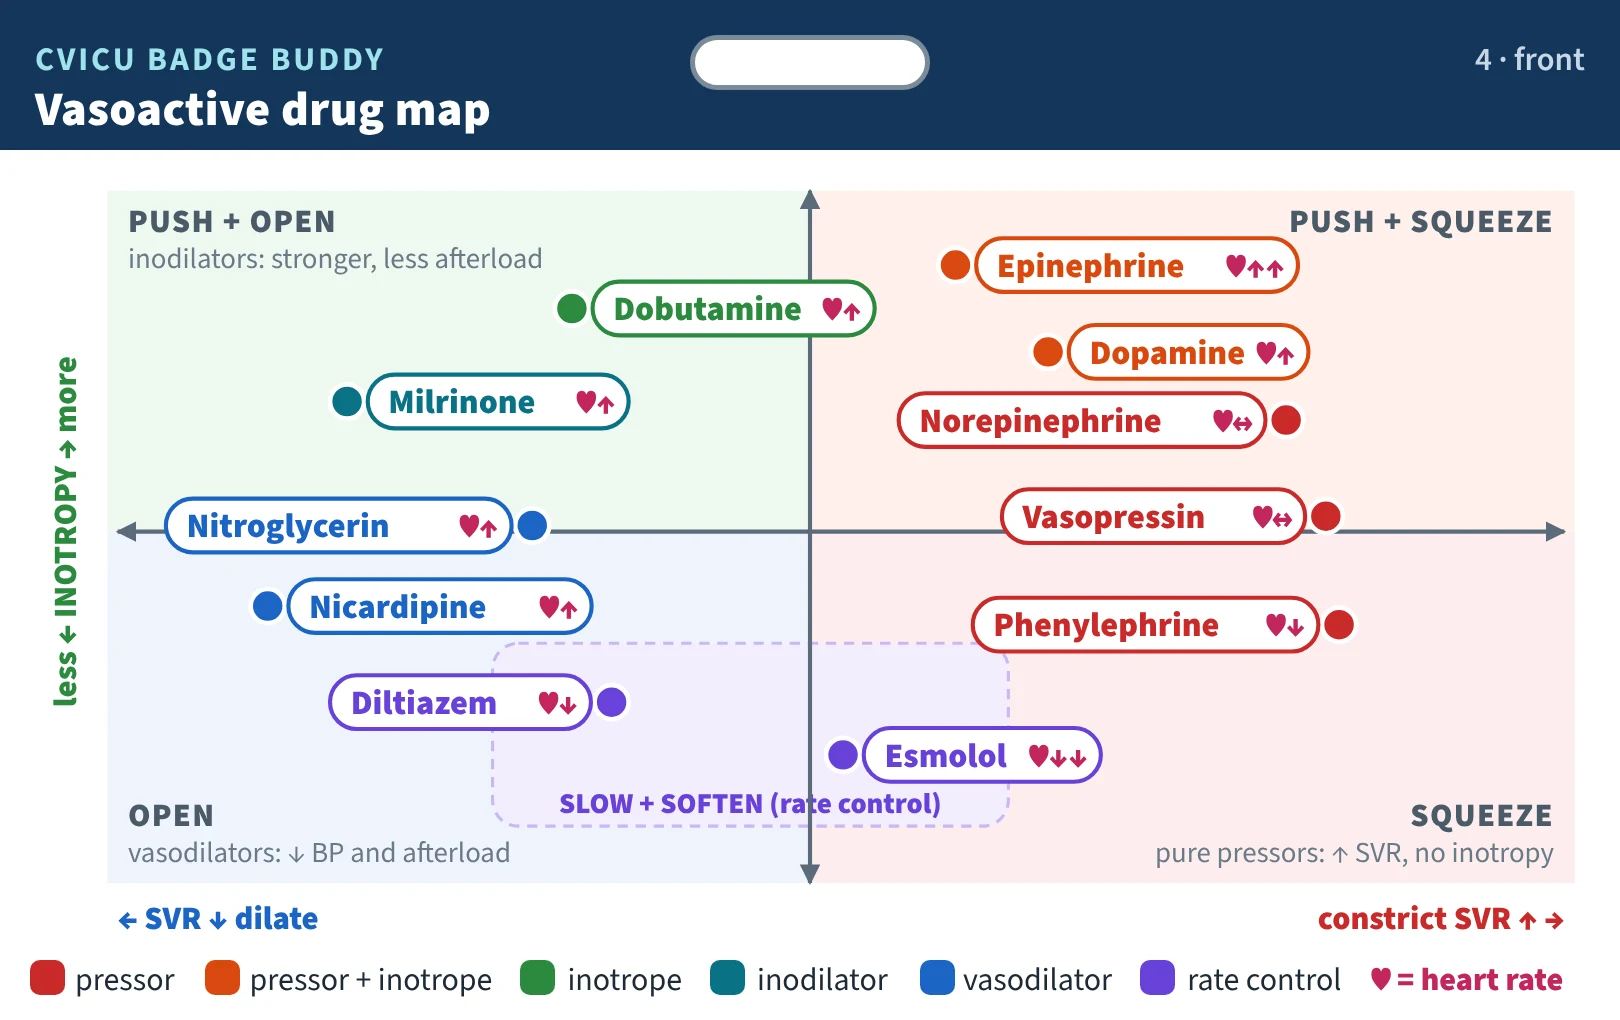 CVICU BADGE BUDDY
4 · front
Vasoactive drug map
PUSH + OPEN
inodilators: stronger, less afterload
PUSH + SQUEEZE
Epinephrine ♥↑↑
Dobutamine ♥↑
Dopamine ♥↑
Milrinone ♥↑
Norepinephrine ♥↔
less ← INOTROPY → more
Nitroglycerin ♥↑
Vasopressin ♥↔
Nicardipine ♥↑
Phenylephrine ♥↓
Diltiazem ♥↓
Esmolol ♥↓↓
SLOW + SOFTEN (rate control)
OPEN
vasodilators: ↓ BP and afterload
SQUEEZE
pure pressors: ↑ SVR, no inotropy
← SVR ↓ dilate
constrict SVR ↑ →
pressor
pressor + inotrope
inotrope
inodilator
vasodilator
rate control
♥ = heart rate